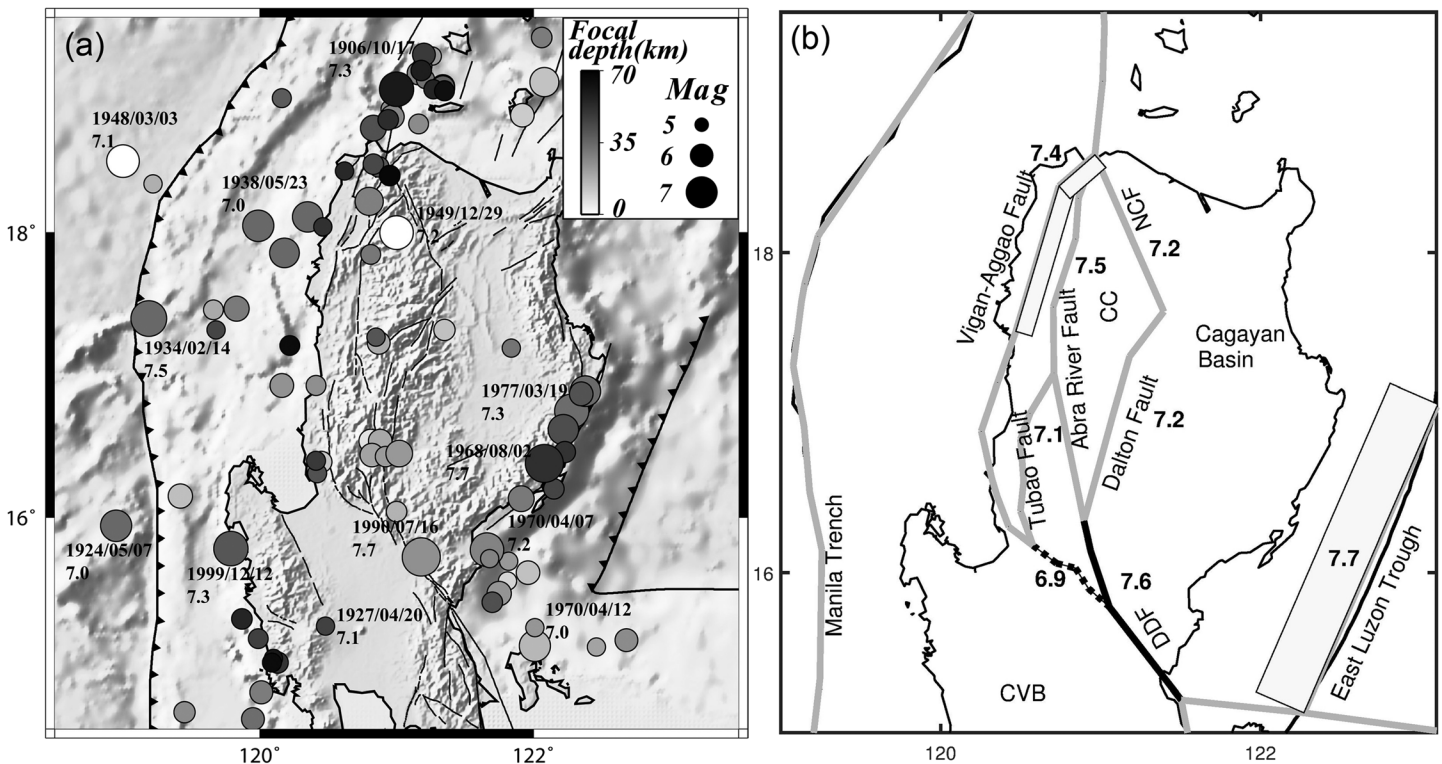 (a)
1906/10/17
7.3
Focal
depth(km)
70
35
0
Mag
5
6
7
1948/03/03
7.1
1938/05/23
7.0
1949/12/29
7.2
18°
1934/02/14
7.5
1977/03/19
7.3
1968/08/02
7.7
16°
1924/05/07
7.0
1999/12/12
7.3
1990/07/16
7.7
1970/04/07
7.2
1927/04/20
7.1
1970/04/12
7.0
120°
122°
(b)
7.4
Vigan-Aggao Fault
NCF
7.2
18
7.5
CC
Abra River Fault
Cagayan
Basin
Tubao Fault
7.1
Dalton Fault
7.2
Manila Trench
16
6.9
7.6
DDF
7.7
East Luzon Trough
CVB
120
122